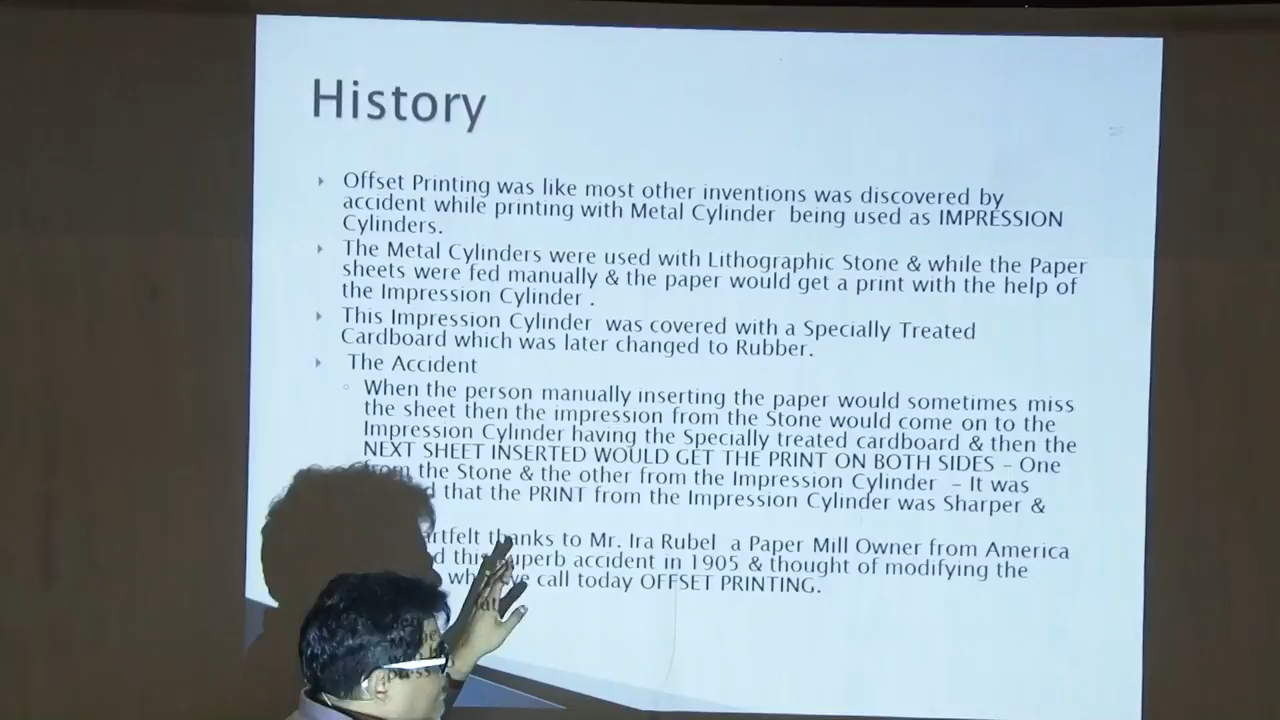 History
Offset Printing was like most other inventions was discovered by
accident while printing with Metal Cylinder being used as IMPRESSION
Cylinders.
The Metal Cylinders were used with Lithographic Stone & while the Paper
sheets were fed manually & the paper would get a print with the help of
the Impression Cylinder .
This Impression Cylinder was covered with a Specially Treated
Cardboard which was later changed to Rubber.
The Accident
When the person manually inserting the paper would sometimes miss
the sheet then the impression from the Stone would come on to the
Impression Cylinder having the Specially treated cardboard & then the
NEXT SHEET INSERTED WOULD GET THE PRINT ON BOTH SIDES – One
from the Stone & the other from the Impression Cylinder – It was
that the PRINT from the Impression Cylinder was Sharper &
thanks to Mr. Ira Rubel a Paper Mill Owner from America
this superb accident in 1905 & thought of modifying the
we call today OFFSET PRINTING.